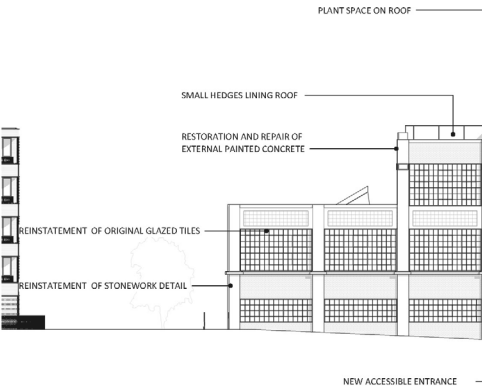 PLANT SPACE ON ROOF
SMALL HEDGES LINING ROOF
RESTORATION AND REPAIR OF
EXTERNAL PAINTED CONCRETE
REINSTATEMENT OF ORIGINAL GLAZED TILES
REINSTATEMENT OF STONEWORK DETAIL
NEW ACCESSIBLE ENTRANCE